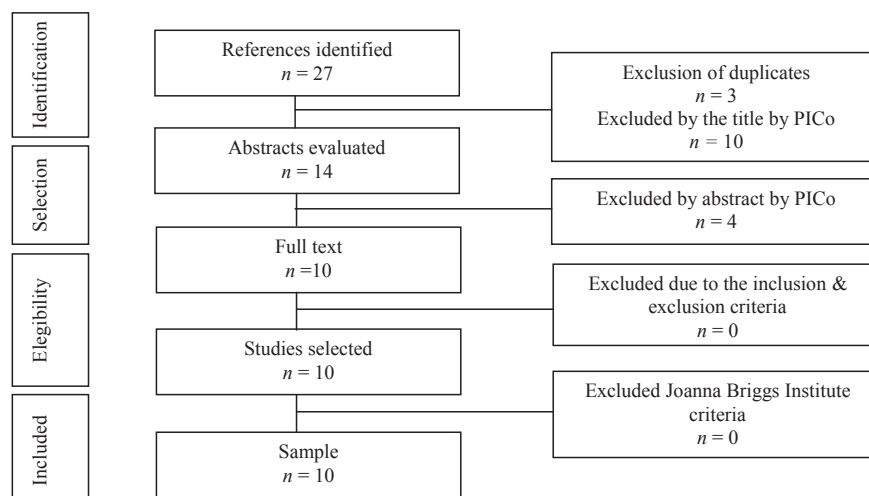 Identification
References identified
n = 27
Exclusion of duplicates
n = 3
Excluded by the title by PICo
n = 10
Selection
Abstracts evaluated
n = 14
Excluded by abstract by PICo
n = 4
Elegibility
Full text
n =10
Excluded due to the inclusion &
exclusion criteria
n = 0
Studies selected
n = 10
Included
Excluded Joanna Briggs Institute
criteria
n = 0
Sample
n = 10